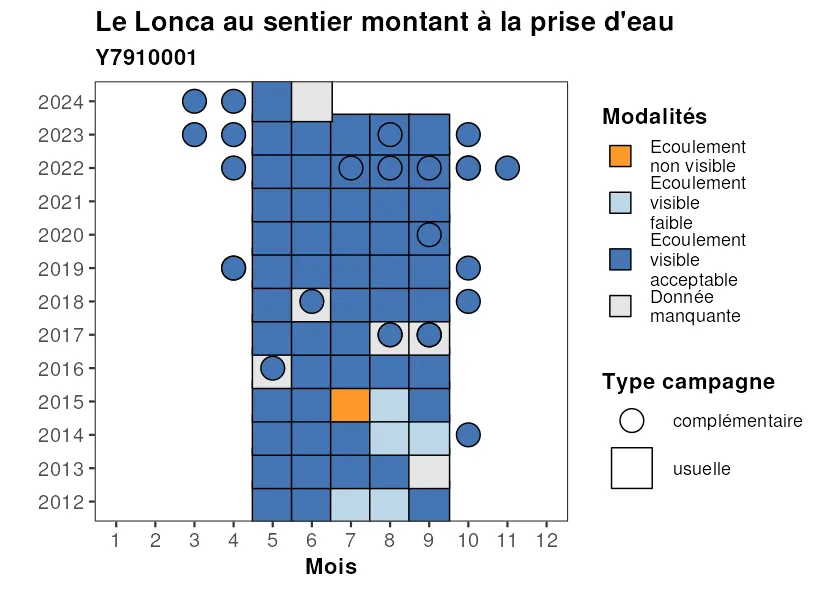 Le Lonca au sentier montant à la prise d'eau
Y7910001
2024
2023
2022
2021
2020
2019
2018
2017
2016
2015
2014
2013
2012
1 2 3 4 5 6 7 8 9 10 11 12
Mois
Modalités
Ecoulement
non visible
Ecoulement
visible
faible
Ecoulement
visible
acceptable
Donnée
manquante
Type campagne
complémentaire
usuelle